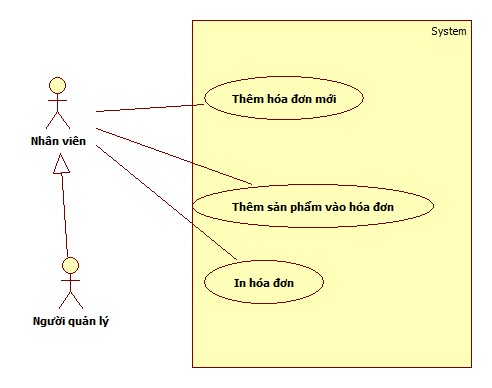 System
Thêm hóa đơn mới
Nhân viên
Thêm sản phẩm vào hóa đơn
In hóa đơn
Người quản lý